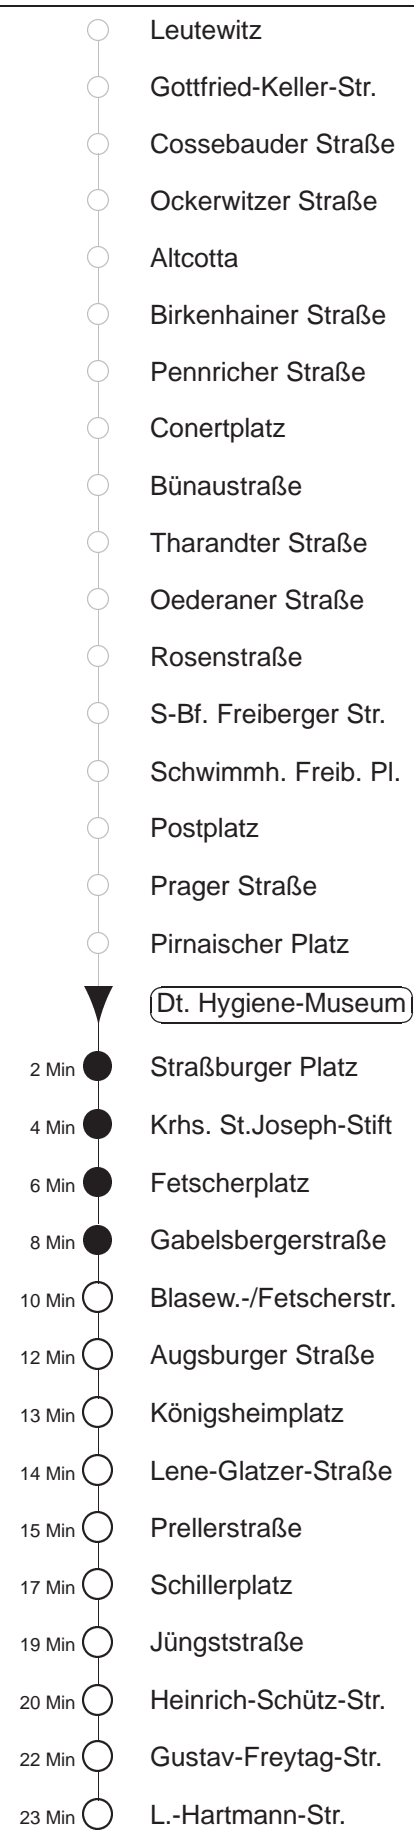 Leutewitz
Gottfried-Keller-Str.
Cossebauder Straße
Ockerwitzer Straße
Altcotta
Birkenhainer Straße
Pennricher Straße
Conertplatz
Bünaustraße
Tharandter Straße
Oederaner Straße
Rosenstraße
S-Bf. Freiberger Str.
Schwimmh. Freib. Pl.
Postplatz
Prager Straße
Pirnaischer Platz
Dt. Hygiene-Museum
2 Min Straßburger Platz
4 Min Krhs. St.Joseph-Stift
6 Min Fetscherplatz
8 Min Gabelsbergerstraße
10 Min Blasew.-/Fetscherstr.
12 Min Augsburger Straße
13 Min Königsheimplatz
14 Min Lene-Glatzer-Straße
15 Min Prellerstraße
17 Min Schillerplatz
19 Min Jüngststraße
20 Min Heinrich-Schütz-Str.
22 Min Gustav-Freytag-Str.
23 Min L.-Hartmann-Str.